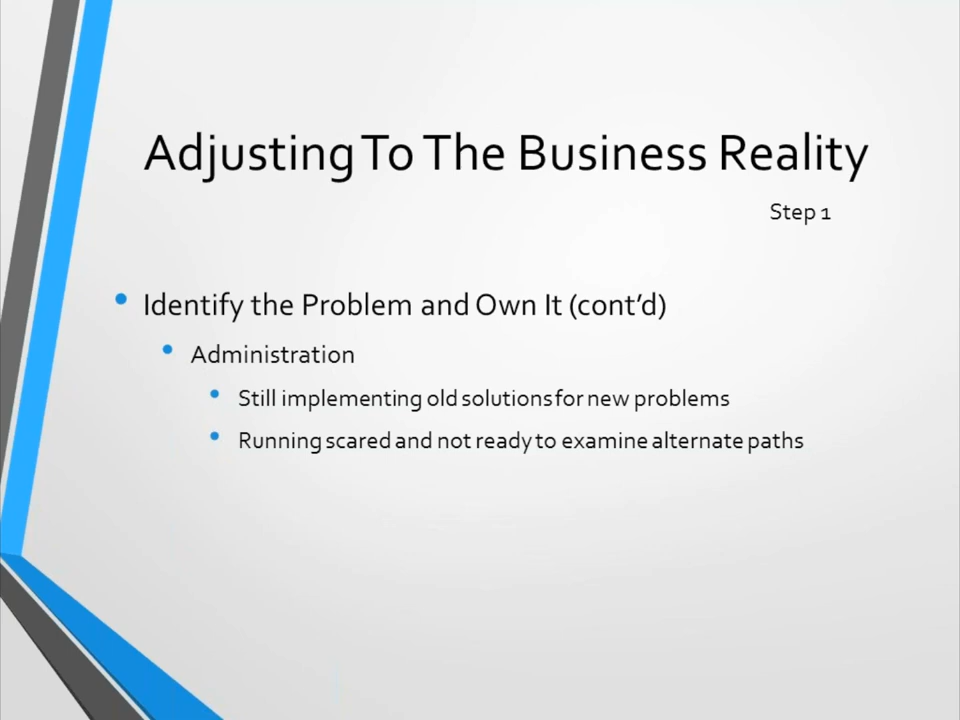 Adjusting To The Business Reality
Step 1
Identify the Problem and Own It (cont’d)
Administration
Still implementing old solutions for new problems
Running scared and not ready to examine alternate paths